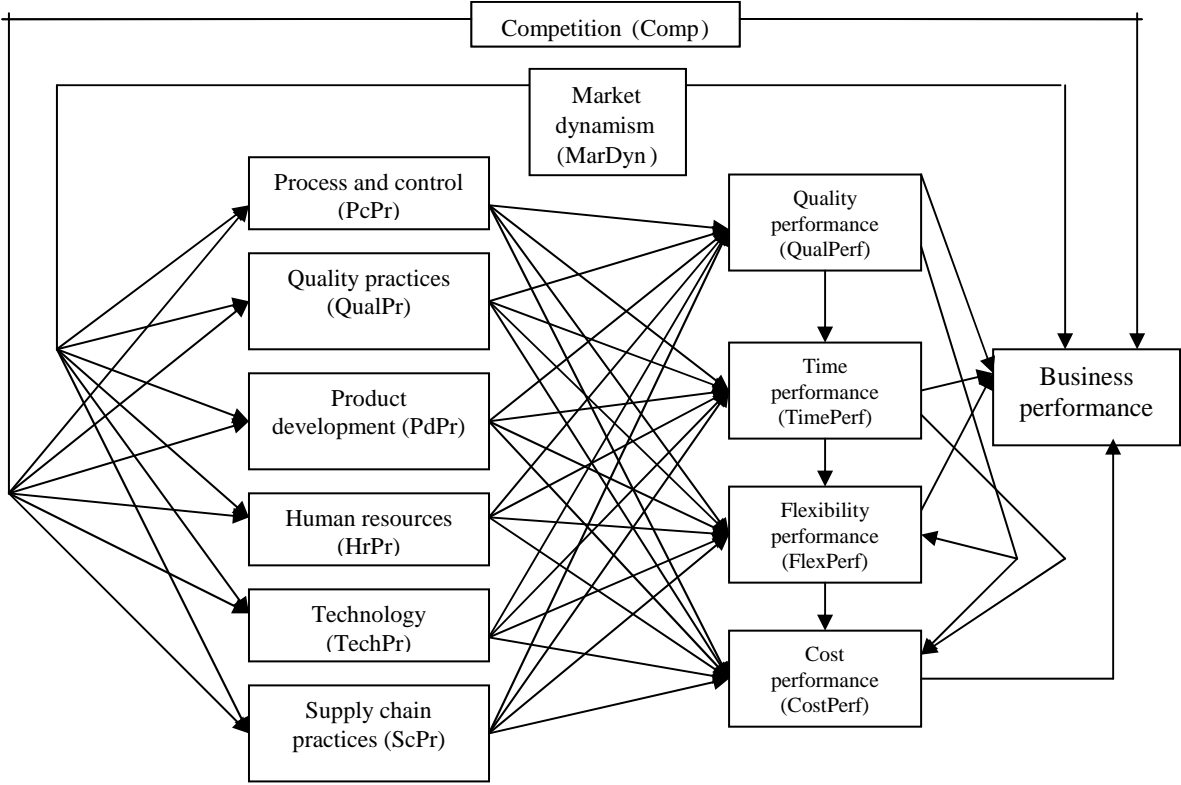 Competition (Comp)
Market
dynamism
(MarDyn )
Process and control
(PcPr)
Quality practices
(QualPr)
Product
development (PdPr)
Human resources
(HrPr)
Technology
(TechPr)
Supply chain
practices (ScPr)
Quality
performance
(QualPerf)
Time
performance
(TimePerf)
Flexibility
performance
(FlexPerf)
Cost
performance
(CostPerf)
Business
performance